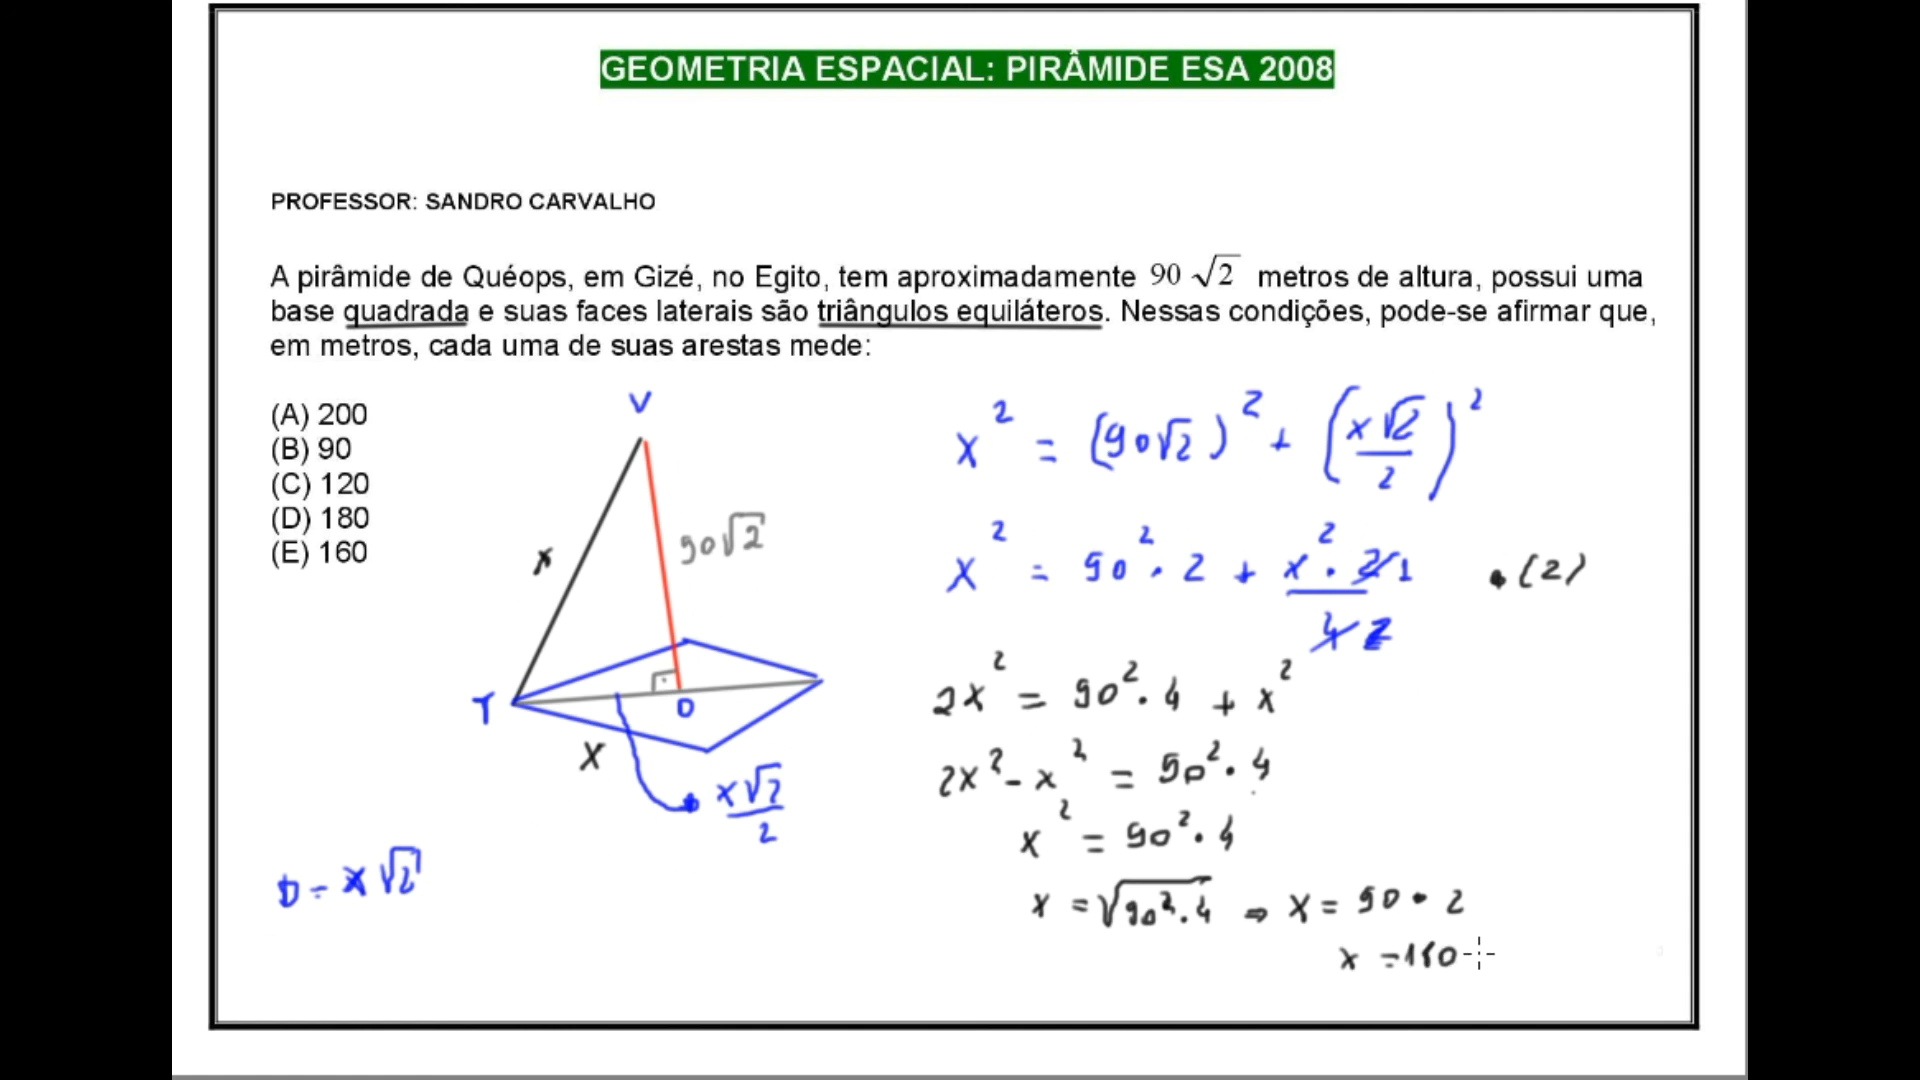 GEOMETRIA ESPACIAL: PIRÂMIDE ESA 2008
PROFESSOR: SANDRO CARVALHO
A pirâmide de Quéops, em Gizé, no Egito, tem aproximadamente 90 √2 metros de altura, possui uma
base quadrada e suas faces laterais são triângulos equiláteros. Nessas condições, pode-se afirmar que,
em metros, cada uma de suas arestas mede:
(A) 200
(B) 90
(C) 120
(D) 180
(E) 160
V
x
90√2
T
O
X
x√2/2
D = x√2
x² = (90√2)² + (x√2/2)²
x² = 90² · 2 + x² · 2 1/4 2 · (2)
2x² = 90² · 4 + x²
2x² - x² = 90² · 4
x² = 90² · 4
x = √90² · 4 ⇒ x = 90 · 2
x = 180